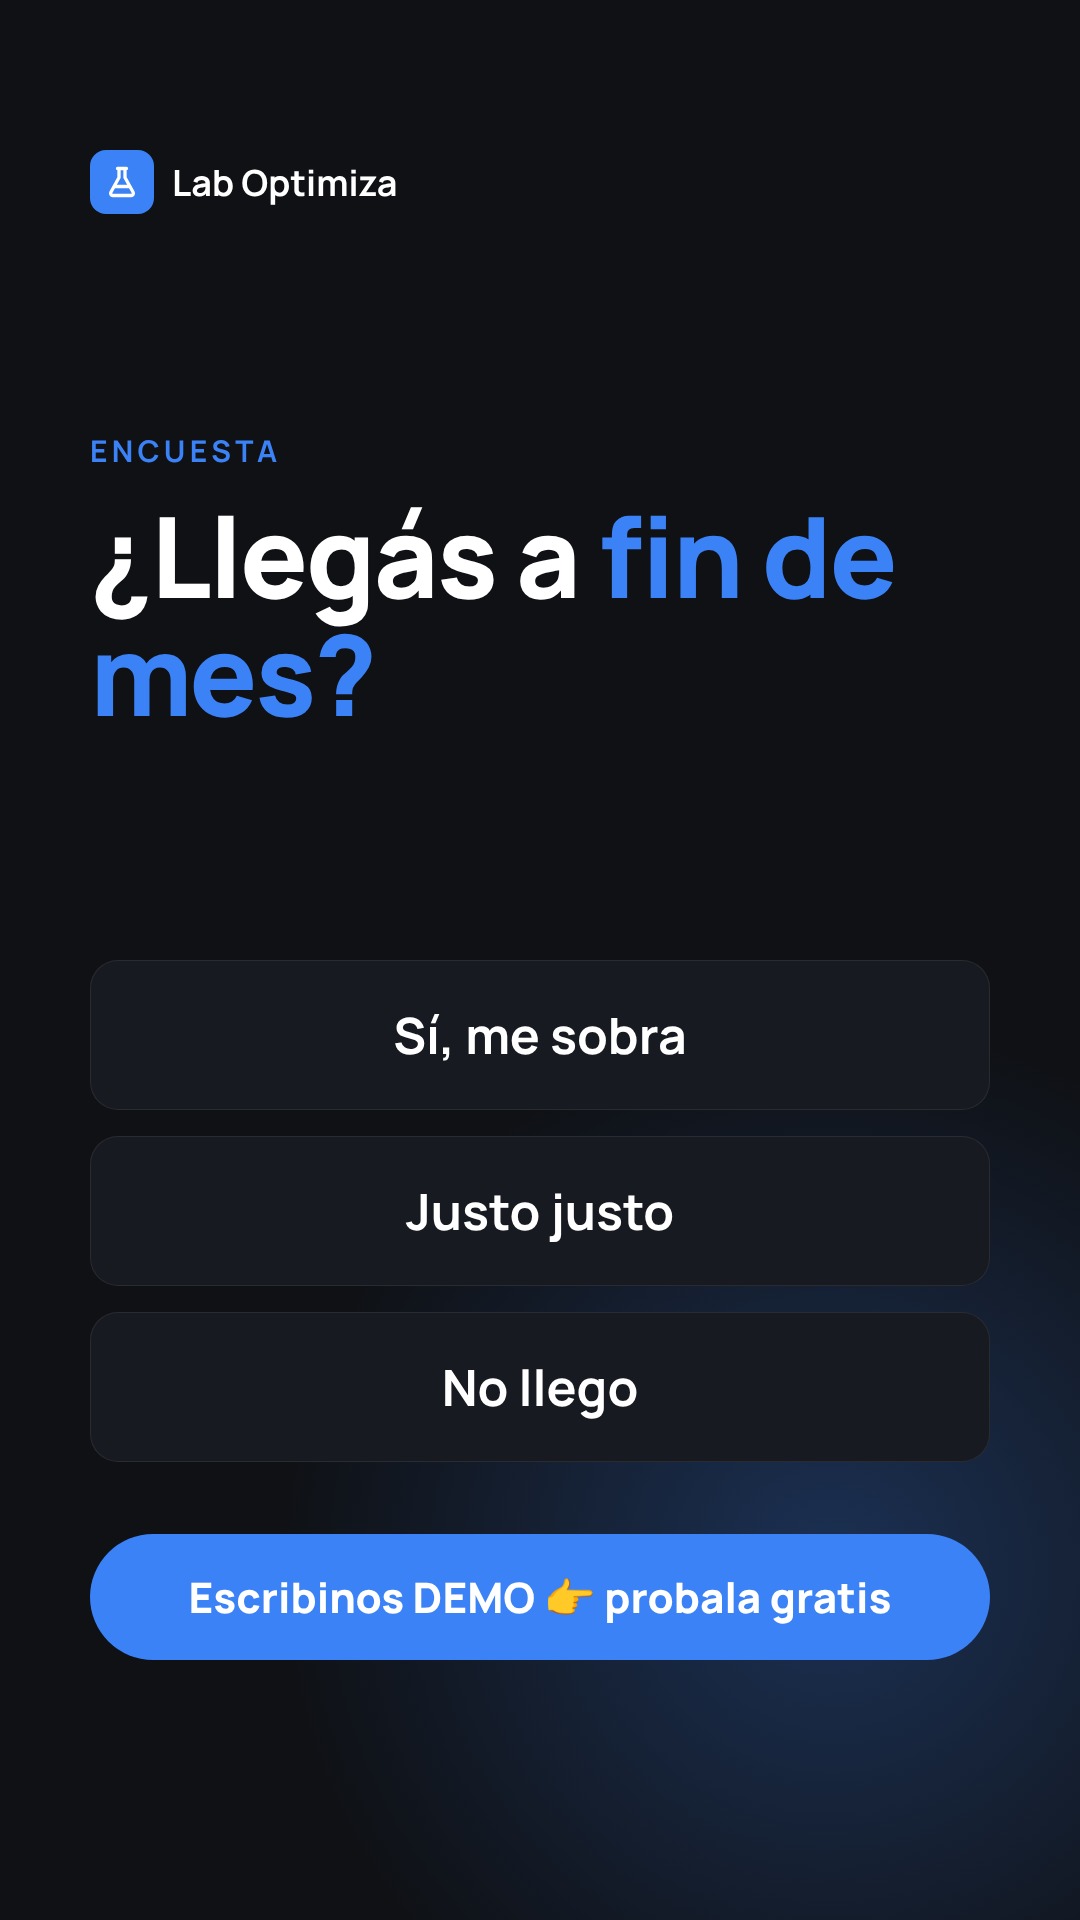 Lab Optimiza
ENCUESTA
¿Llegás a fin de
mes?
Sí, me sobra
Justo justo
No llego
Escribinos DEMO 👉 probala gratis